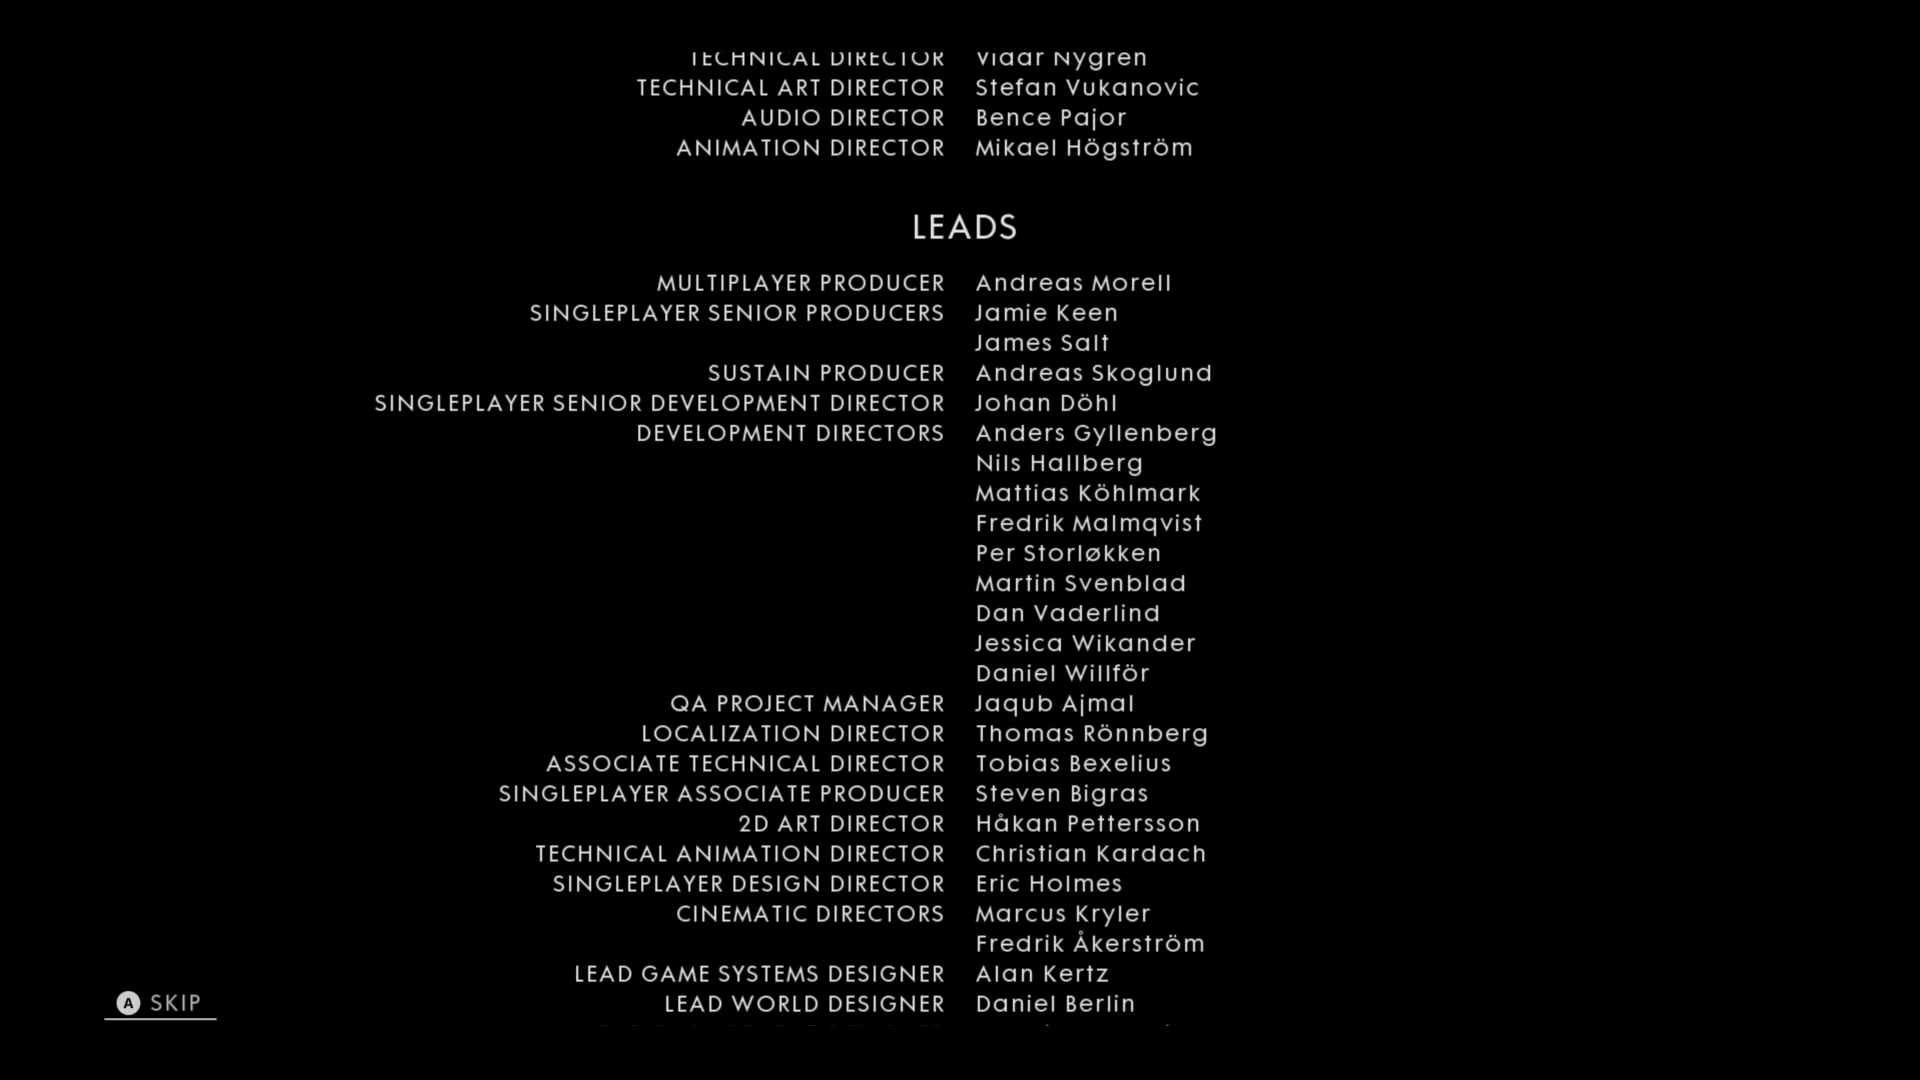 TECHNICAL DIRECTOR Vidar Nygren
TECHNICAL ART DIRECTOR Stefan Vukanovic
AUDIO DIRECTOR Bence Pajor
ANIMATION DIRECTOR Mikael Högström
LEADS
MULTIPLAYER PRODUCER Andreas Morell
SINGLEPLAYER SENIOR PRODUCERS Jamie Keen
James Salt
SUSTAIN PRODUCER Andreas Skoglund
SINGLEPLAYER SENIOR DEVELOPMENT DIRECTOR Johan Döhl
DEVELOPMENT DIRECTORS Anders Gyllenberg
Nils Hallberg
Mattias Köhlmark
Fredrik Malmqvist
Per Storløkken
Martin Svenblad
Dan Vaderlind
Jessica Wikander
Daniel Willför
QA PROJECT MANAGER Jaqub Ajmal
LOCALIZATION DIRECTOR Thomas Rönnberg
ASSOCIATE TECHNICAL DIRECTOR Tobias Bexelius
SINGLEPLAYER ASSOCIATE PRODUCER Steven Bigras
2D ART DIRECTOR Håkan Pettersson
TECHNICAL ANIMATION DIRECTOR Christian Kardach
SINGLEPLAYER DESIGN DIRECTOR Eric Holmes
CINEMATIC DIRECTORS Marcus Kryler
Fredrik Åkerström
LEAD GAME SYSTEMS DESIGNER Alan Kertz
LEAD WORLD DESIGNER Daniel Berlin
A SKIP